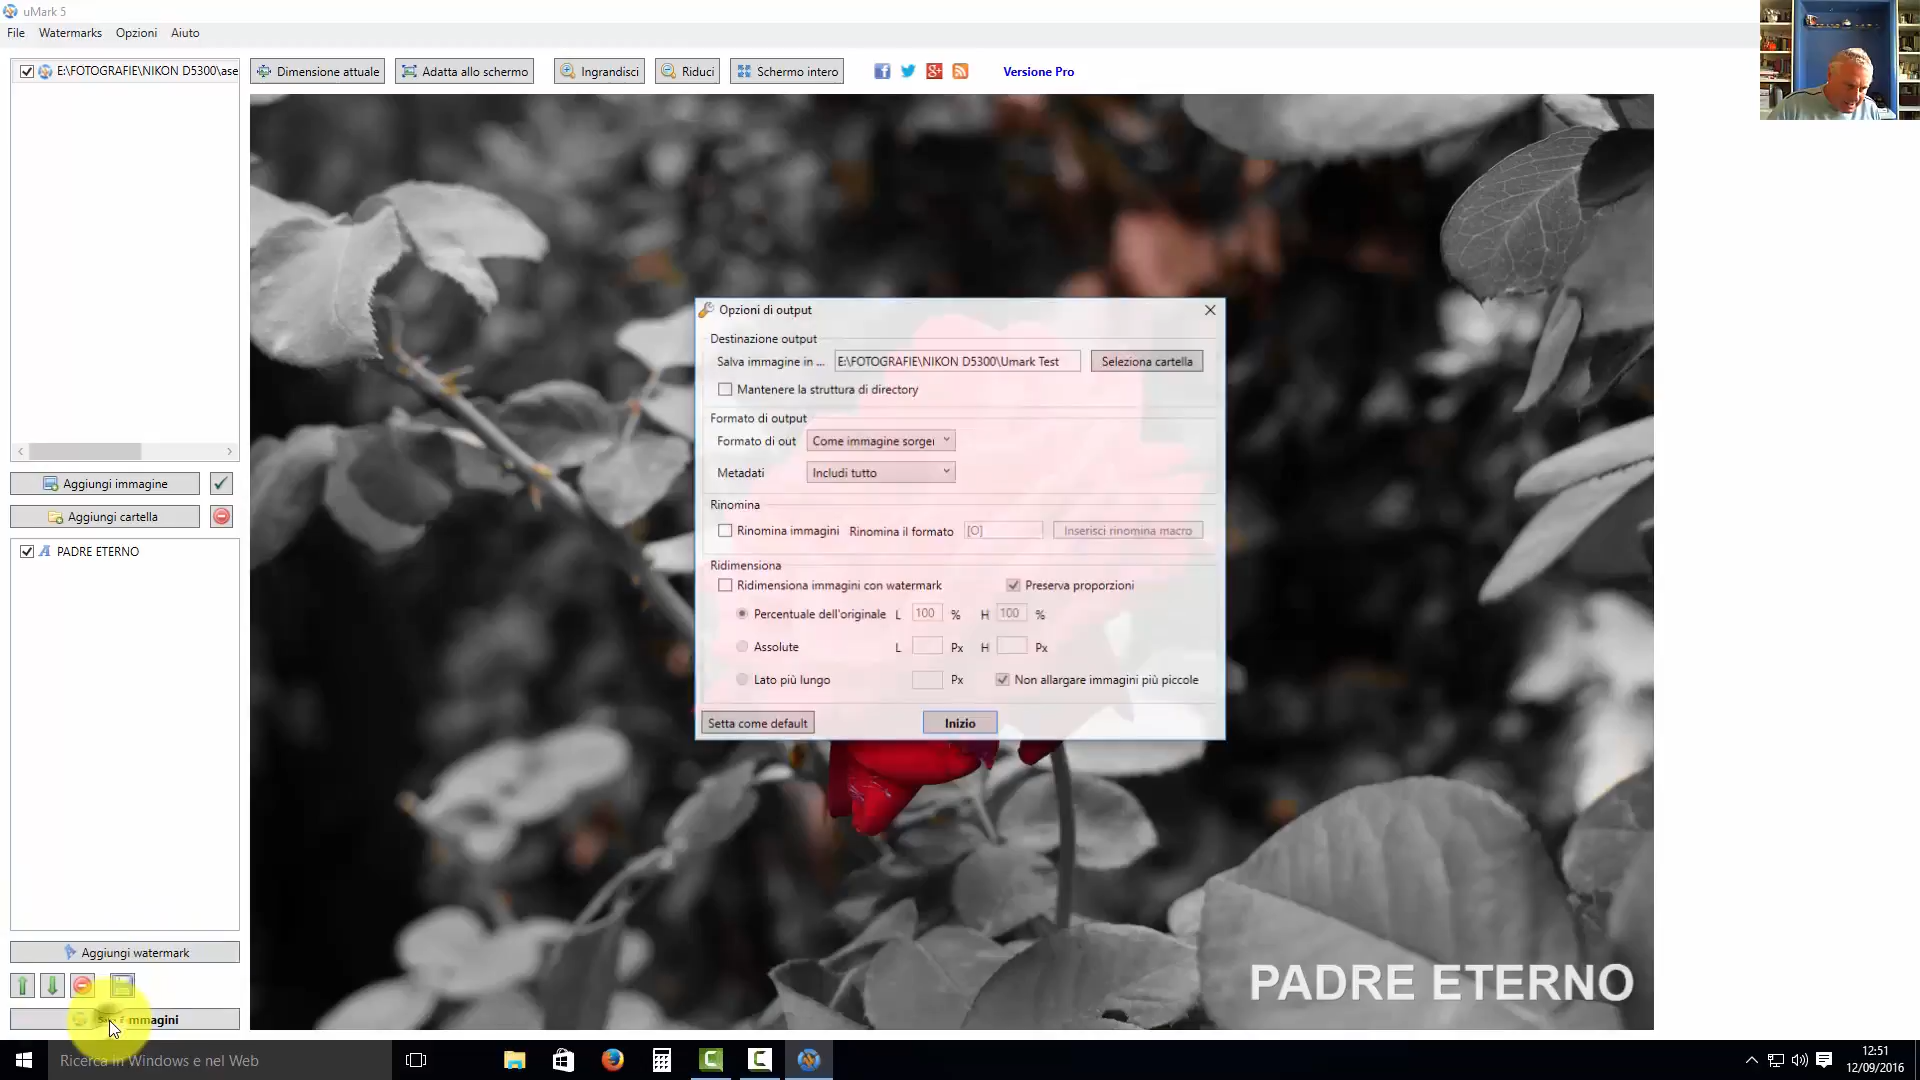 uMark 5
File Watermarks Opzioni Aiuto
E:\FOTOGRAFIE\NIKON D5300\ase
Dimensione attuale Adatta allo schermo Ingrandisci Riduci Schermo intero Versione Pro
Opzioni di output
Destinazione output
Salva immagine in ... E:\FOTOGRAFIE\NIKON D5300\Umark Test Seleziona cartella
Mantenere la struttura di directory
Formato di output
Formato di out Come immagine sorger
Metadati Includi tutto
Rinomina
Rinomina immagini Rinomina il formato [O] Inserisci rinomina macro
Ridimensiona
Ridimensiona immagini con watermark Preserva proporzioni
Percentuale dell'originale L 100 % H 100 %
Assolute L Px H Px
Lato più lungo Px Non allargare immagini più piccole
Setta come default Inizio
Aggiungi immagine
Aggiungi cartella
PADRE ETERNO
Aggiungi watermark
immagini
PADRE ETERNO
Ricerca in Windows e nel Web
12:51
12/09/2016